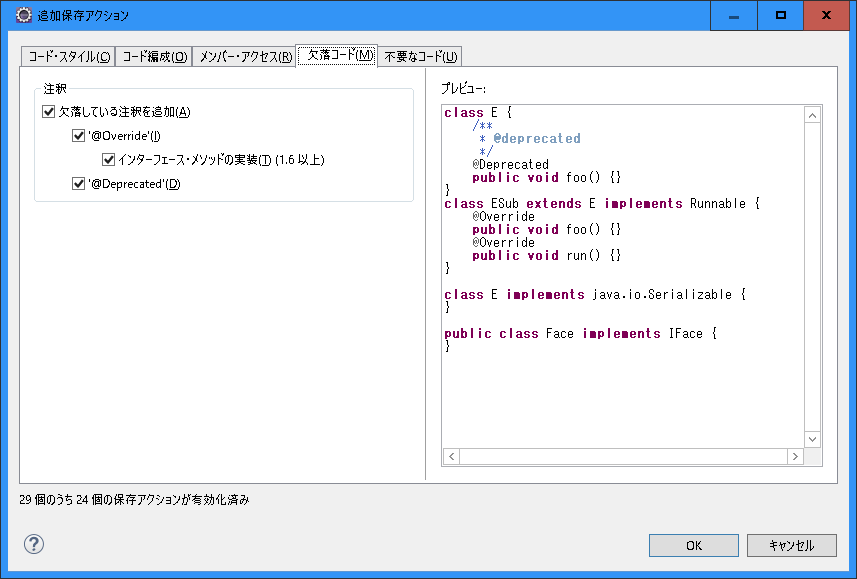 追加保存アクション
コード・スタイル(C) コード編成(O) メンバー・アクセス(R) 欠落コード(M) 不要なコード(U)
注釈
欠落している注釈を追加(A)
'@Override'(I)
インターフェース・メソッドの実装(T) (1.6 以上)
'@Deprecated'(D)
プレビュー:
class E {
/**
* @deprecated
*/
@Deprecated
public void foo() {}
}
class ESub extends E implements Runnable {
@Override
public void foo() {}
@Override
public void run() {}
}
class E implements java.io.Serializable {
}
public class Face implements IFace {
}
29 個のうち 24 個の保存アクションが有効化済み
?
OK キャンセル